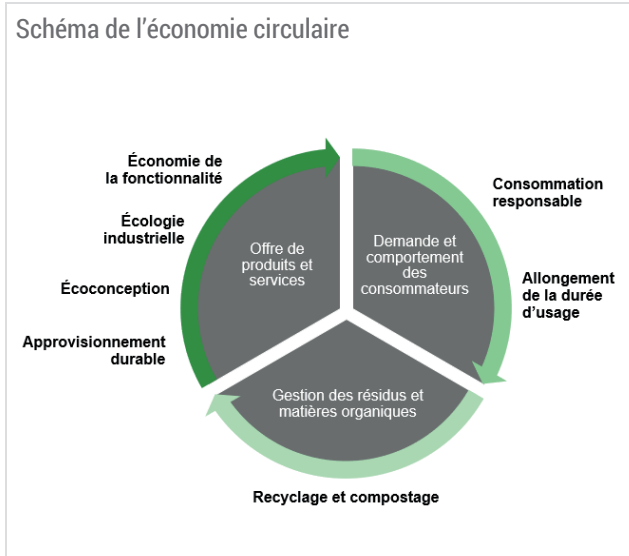 Schéma de l'économie circulaire
Économie de
la fonctionnalité
Écologie
industrielle
Écoconception
Approvisionnement
durable
Offre de
produits et
services
Demande et
comportement
des
consommateurs
Consommation
responsable
Allongement
de la durée
d'usage
Gestion des résidus et
matières organiques
Recyclage et compostage